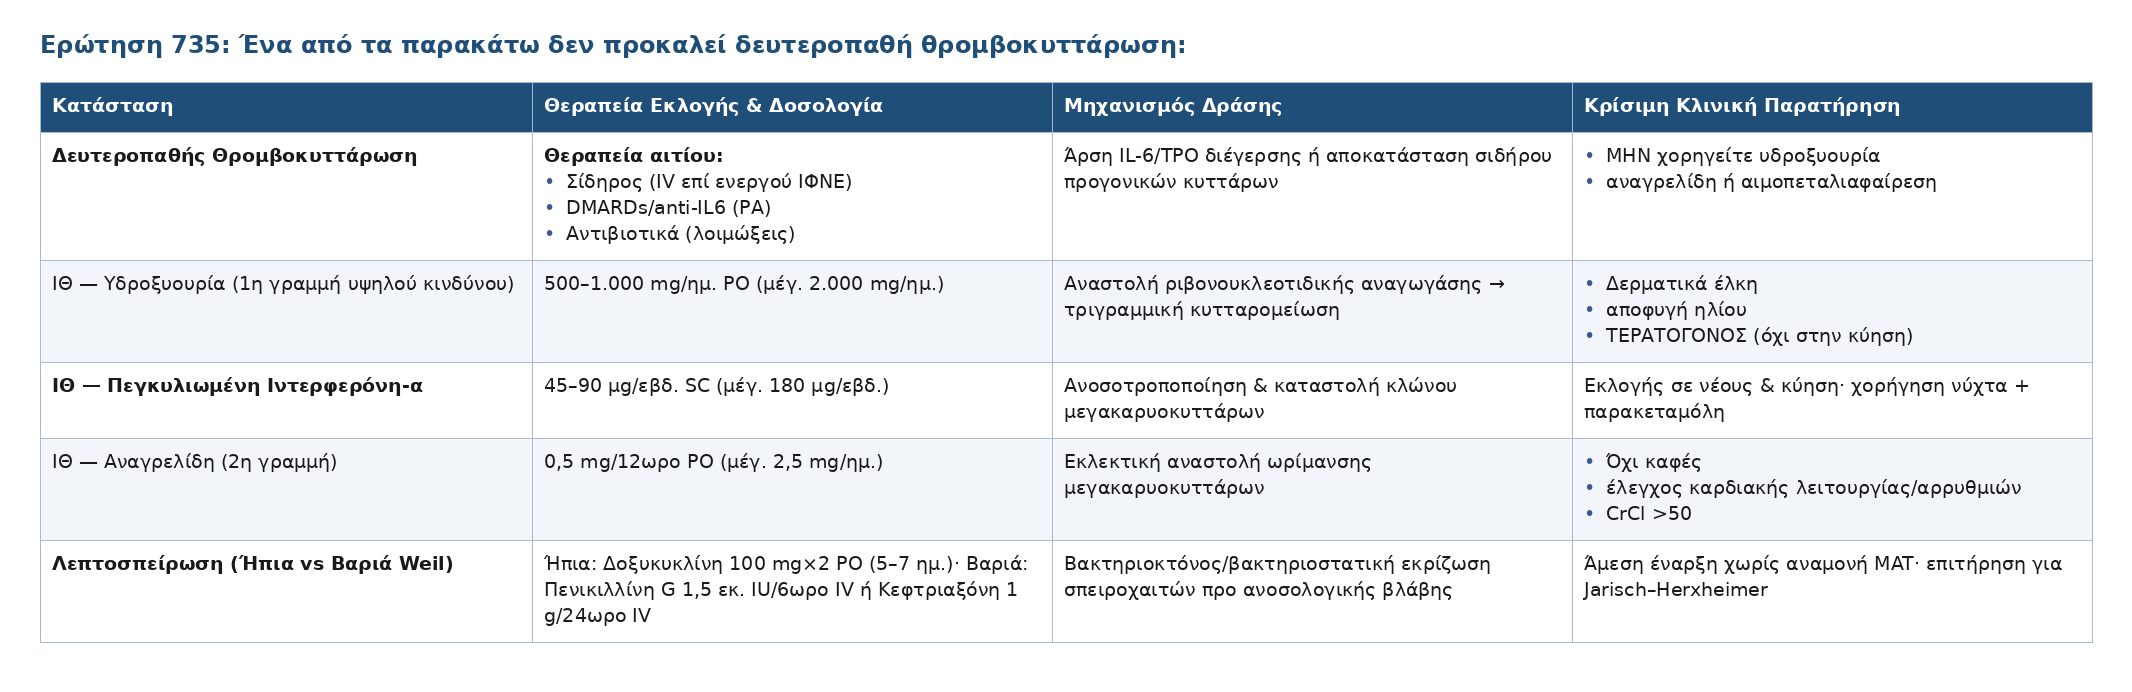 Ερώτηση 735: Ένα από τα παρακάτω δεν προκαλεί δευτεροπαθή θρομβοκυττάρωση:
Κατάσταση
Θεραπεία Εκλογής & Δοσολογία
Μηχανισμός Δράσης
Κρίσιμη Κλινική Παρατήρηση
Δευτεροπαθής Θρομβοκυττάρωση
Θεραπεία αιτίου:
• Σίδηρος (IV επί ενεργού ΙΦΝΕ)
• DMARDs/anti-IL6 (ΡΑ)
• Αντιβιοτικά (λοιμώξεις)
Άρση IL-6/TPO διέγερσης ή αποκατάσταση σιδήρου
προγονικών κυττάρων
• ΜΗΝ χορηγείτε υδροξυουρία
• αναγρελίδη ή αιμοπεταλιαφαίρεση
ΙΘ — Υδροξυουρία (1η γραμμή υψηλού κινδύνου)
500–1.000 mg/ημ. PO (μέγ. 2.000 mg/ημ.)
Αναστολή ριβονουκλεοτιδικής αναγωγάσης →
τριγραμμική κυτταρομείωση
• Δερματικά έλκη
• αποφυγή ηλίου
• ΤΕΡΑΤΟΓΟΝΟΣ (όχι στην κύηση)
ΙΘ — Πεγκυλιωμένη Ιντερφερόνη-α
45–90 μg/εβδ. SC (μέγ. 180 μg/εβδ.)
Ανοσοτροποποίηση & καταστολή κλώνου
μεγακαρυοκυττάρων
Εκλογής σε νέους & κύηση· χορήγηση νύχτα +
παρακεταμόλη
ΙΘ — Αναγρελίδη (2η γραμμή)
0,5 mg/12ωρο PO (μέγ. 2,5 mg/ημ.)
Εκλεκτική αναστολή ωρίμανσης
μεγακαρυοκυττάρων
• Όχι καφές
• έλεγχος καρδιακής λειτουργίας/αρρυθμιών
• CrCl >50
Λεπτοσπείρωση (Ήπια vs Βαριά Weil)
Ήπια: Δοξυκυκλίνη 100 mg×2 PO (5–7 ημ.)· Βαριά:
Πενικιλλίνη G 1,5 εκ. IU/6ωρο IV ή Κεφτριαξόνη 1
g/24ωρο IV
Βακτηριοκτόνος/βακτηριοστατική εκρίζωση
σπειροχαιτών προ ανοσολογικής βλάβης
Άμεση έναρξη χωρίς αναμονή MAT· επιτήρηση για
Jarisch–Herxheimer